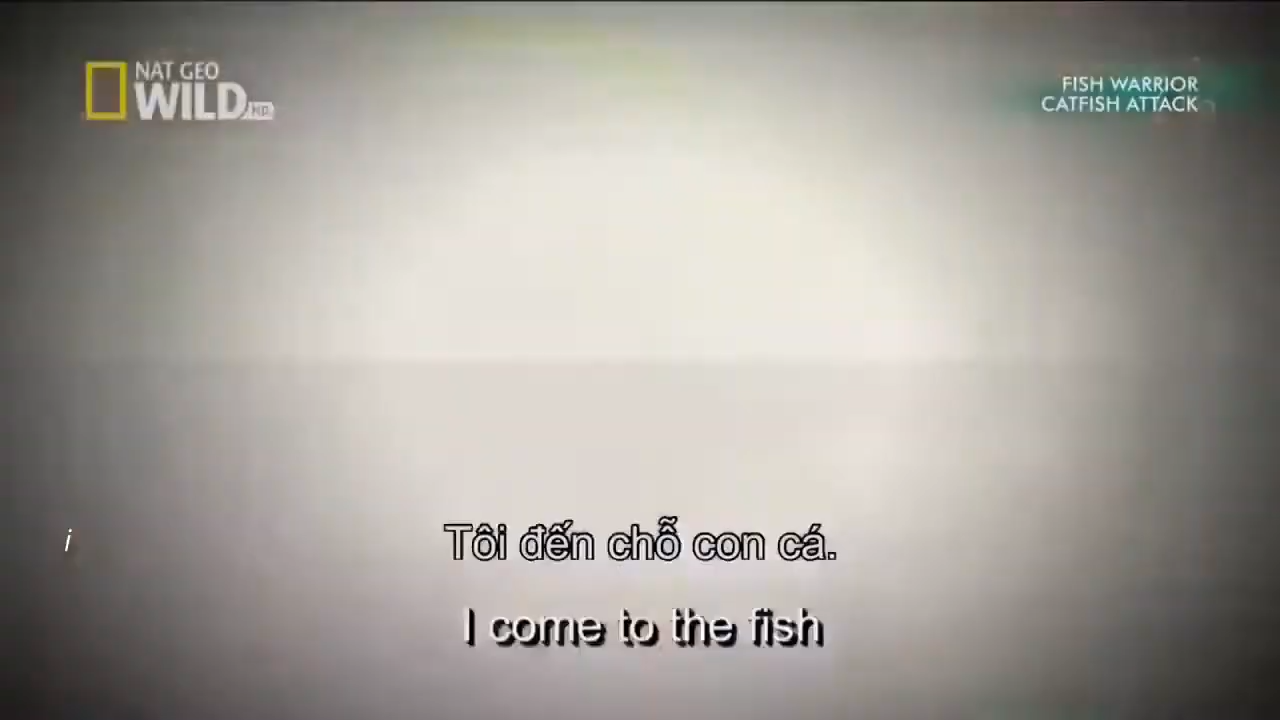 NAT GEO
WILD HD
FISH WARRIOR
CATFISH ATTACK
i
Tôi đến chỗ con cá.
I come to the fish